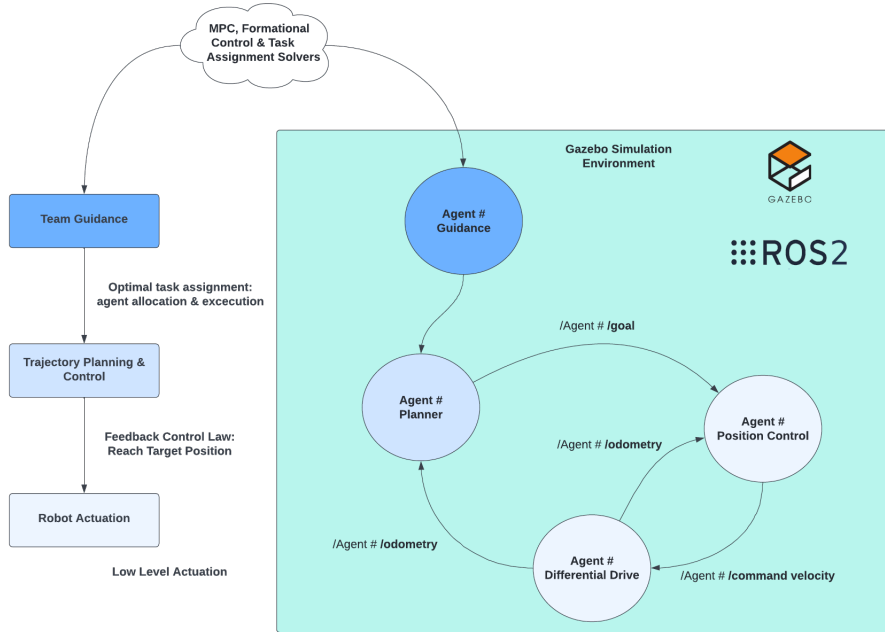 MPC, Formational
Control & Task
Assignment Solvers
Gazebo Simulation
Environment
GAZEBO
ROS2
Team Guidance
Agent #
Guidance
Optimal task assignment:
agent allocation & excecution
/Agent # /goal
Trajectory Planning &
Control
Agent #
Planner
Agent #
Position Control
Feedback Control Law:
Reach Target Position
/Agent # /odometry
Robot Actuation
/Agent # /odometry
Agent #
Differential Drive
/Agent # /command velocity
Low Level Actuation